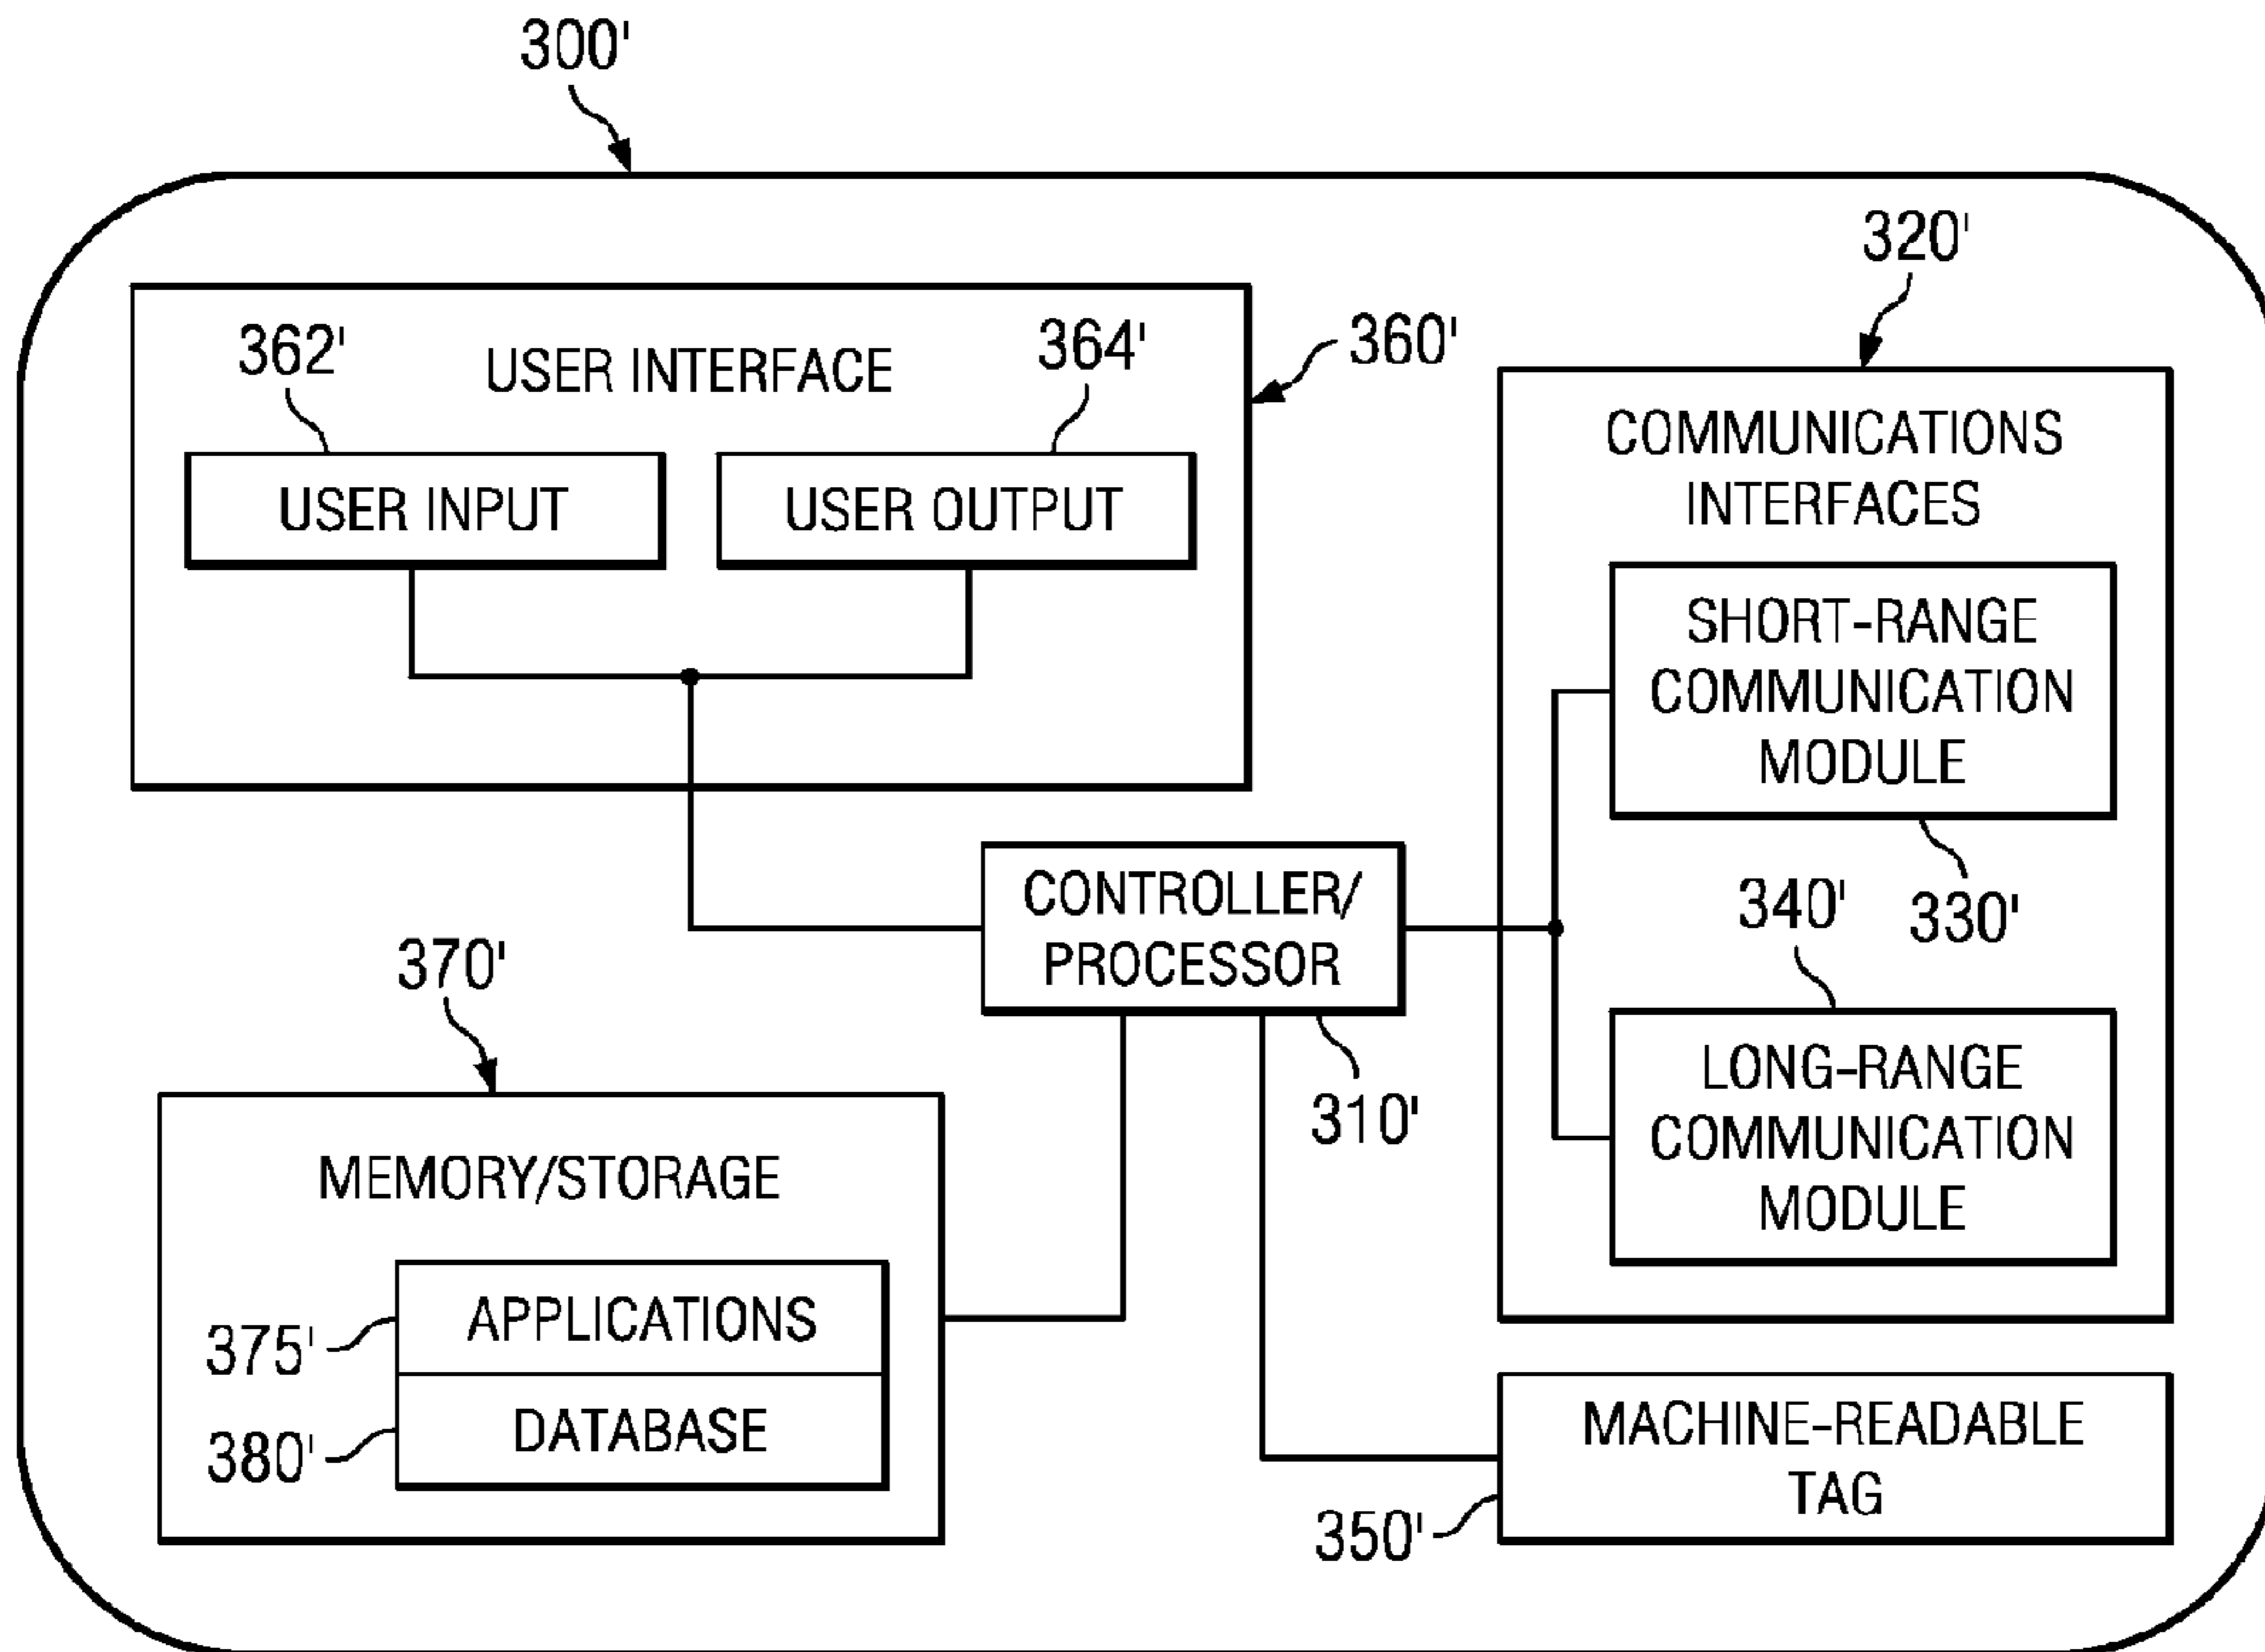 300'
320'
360'
362'
USER INTERFACE
364'
USER INPUT
USER OUTPUT
COMMUNICATIONS
INTERFACES
SHORT-RANGE
COMMUNICATION
MODULE
330'
CONTROLLER/
PROCESSOR
310'
340'
LONG-RANGE
COMMUNICATION
MODULE
370'
MEMORY/STORAGE
375'
APPLICATIONS
380'
DATABASE
MACHINE-READABLE
TAG
350'